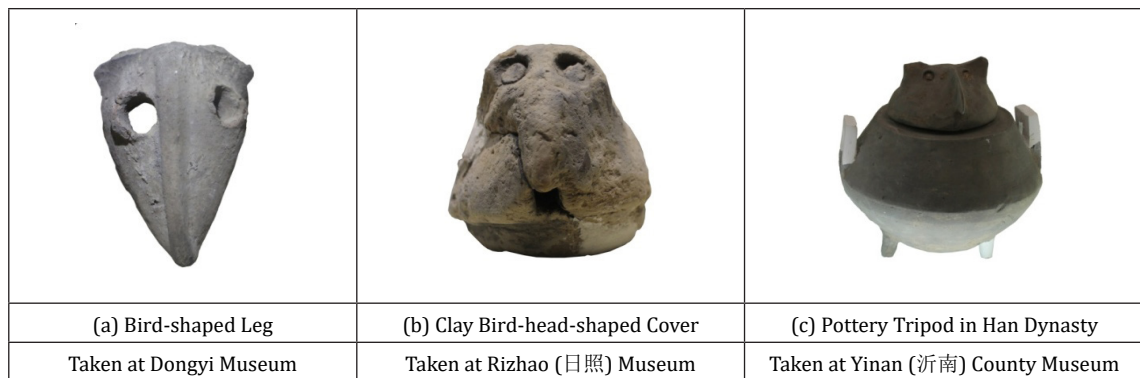 (a) Bird-shaped Leg
(b) Clay Bird-head-shaped Cover
(c) Pottery Tripod in Han Dynasty
Taken at Dongyi Museum
Taken at Rizhao (日照) Museum
Taken at Yinan (沂南) County Museum